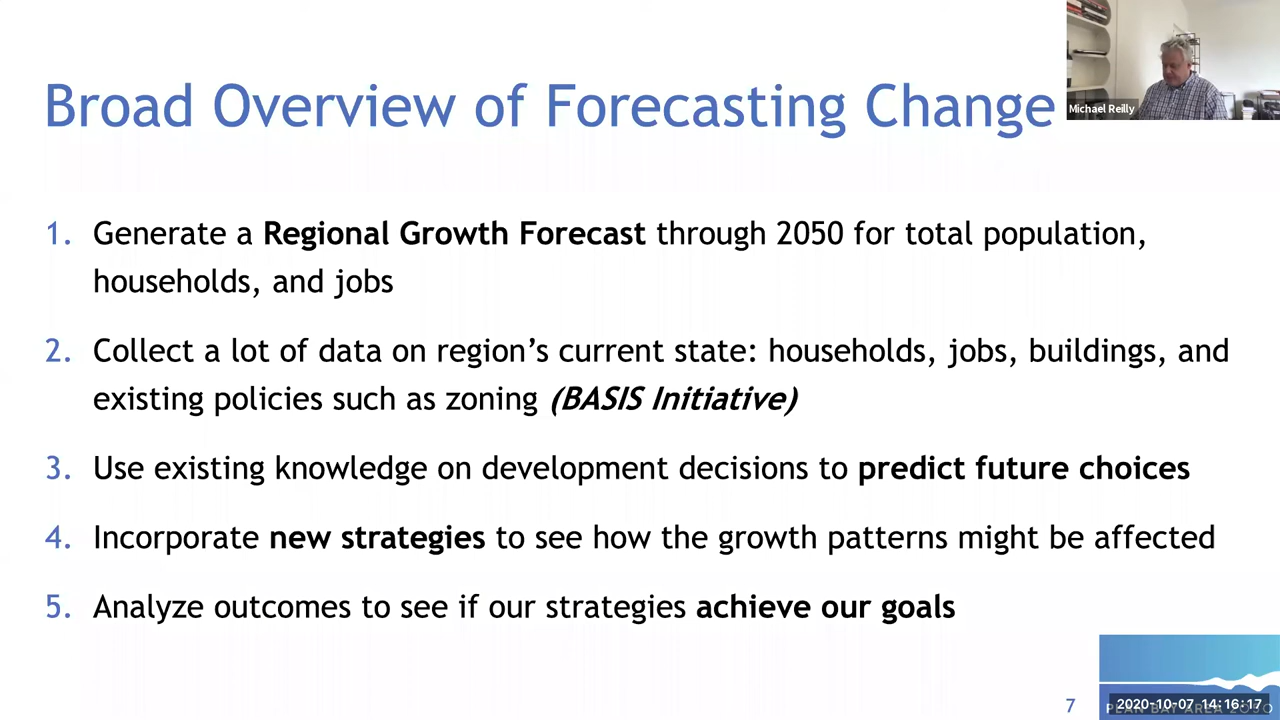 Broad Overview of Forecasting Change
Michael Reilly
1. Generate a Regional Growth Forecast through 2050 for total population,
households, and jobs
2. Collect a lot of data on region’s current state: households, jobs, buildings, and
existing policies such as zoning (BASIS Initiative)
3. Use existing knowledge on development decisions to predict future choices
4. Incorporate new strategies to see how the growth patterns might be affected
5. Analyze outcomes to see if our strategies achieve our goals
7
PLAN BAY AREA 2050
2020-10-07 14:16:17